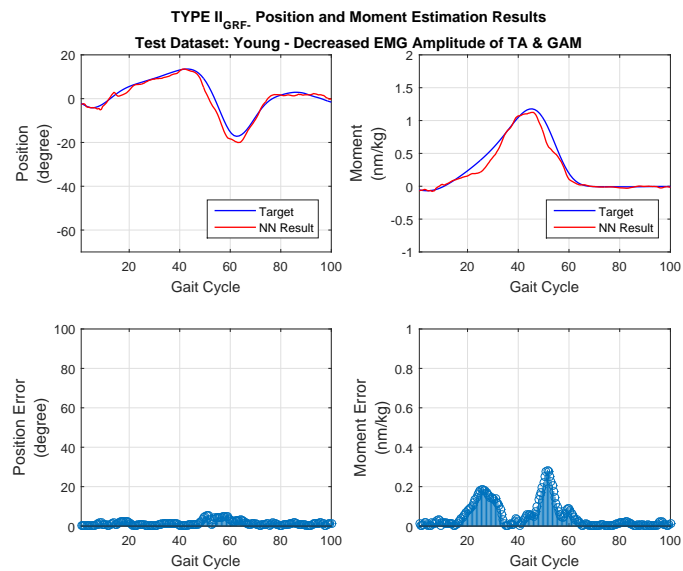 TYPE II_GRF-  Position and Moment Estimation Results
Test Dataset: Young - Decreased EMG Amplitude of TA & GAM
Position
(degree)
20
0
-20
-40
-60
Target
NN Result
20 40 60 80 100
Gait Cycle
Moment
(nm/kg)
2
1.5
1
0.5
0
-0.5
-1
Target
NN Result
20 40 60 80 100
Gait Cycle
Position Error
(degree)
100
80
60
40
20
0
20 40 60 80 100
Gait Cycle
Moment Error
(nm/kg)
1
0.8
0.6
0.4
0.2
0
20 40 60 80 100
Gait Cycle